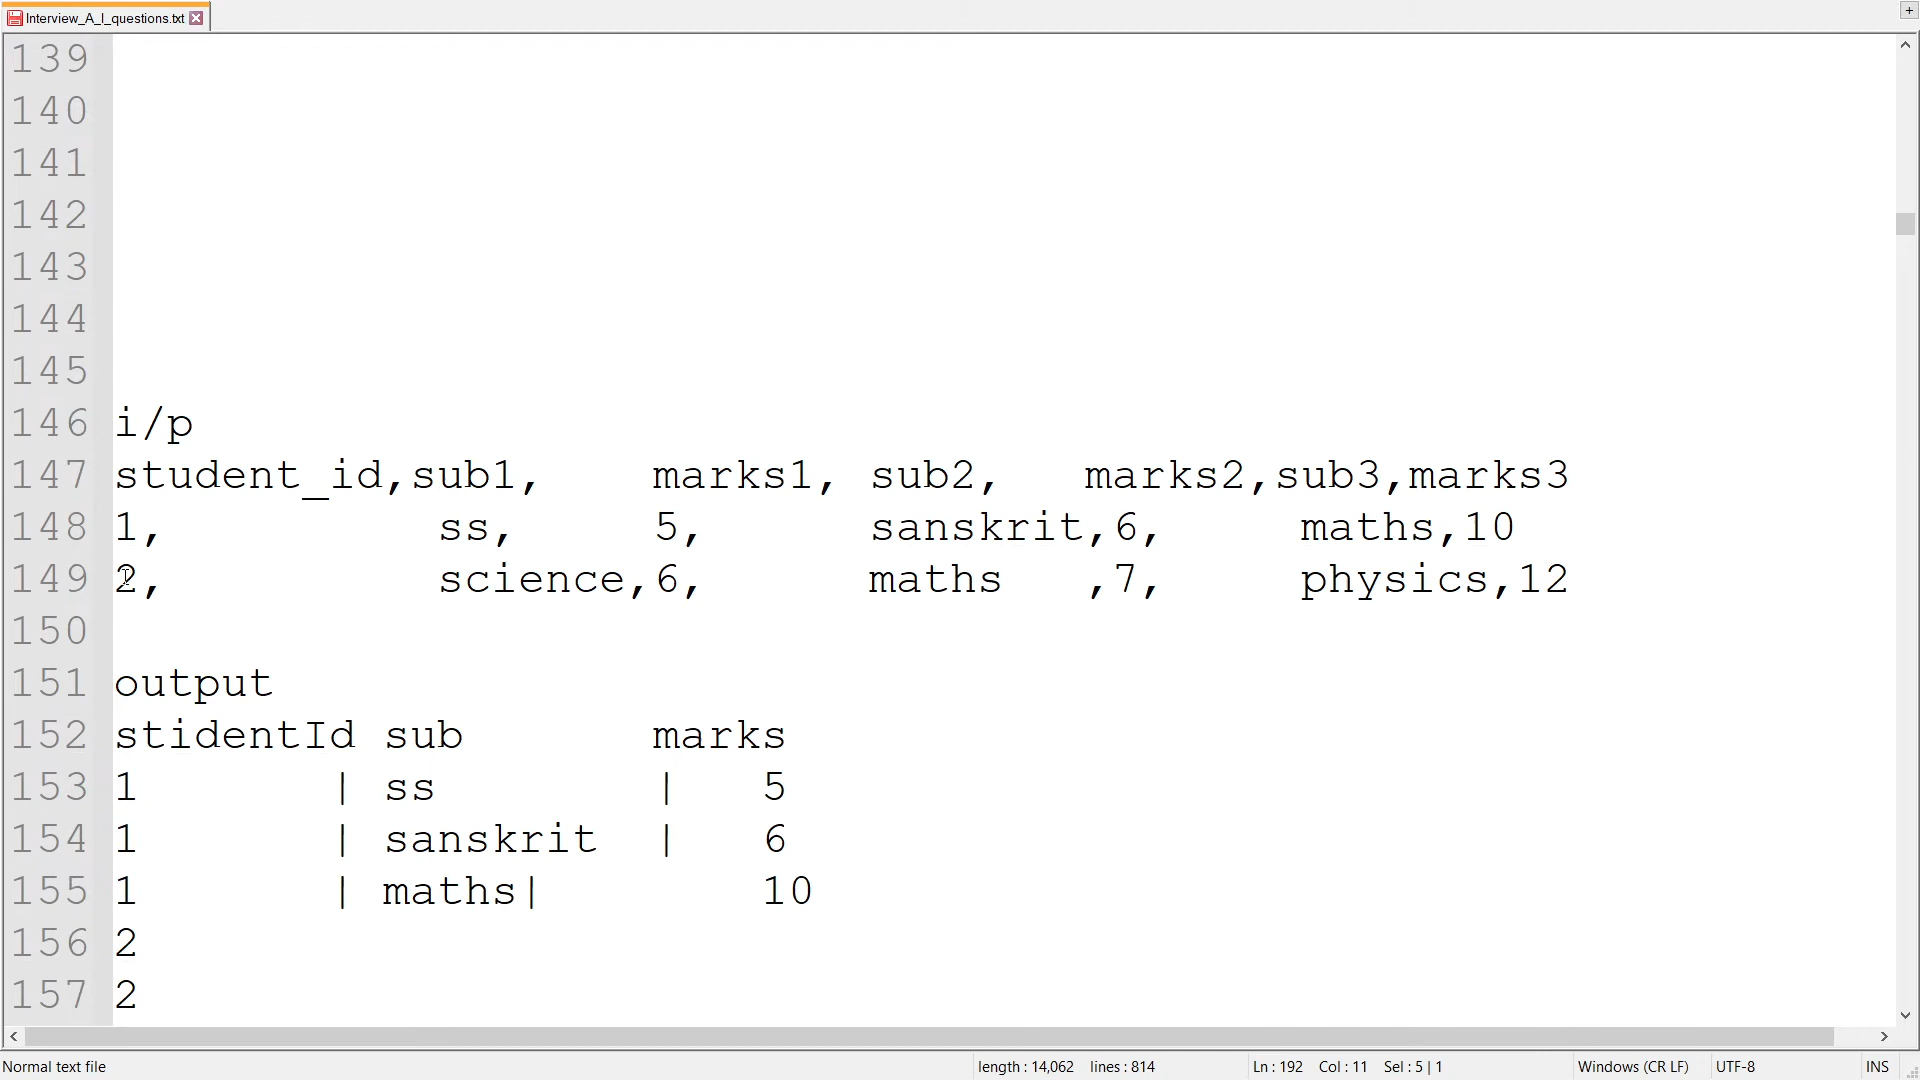 Interview_A_I_questions.txt
139
140
141
142
143
144
145
146 i/p
147 student_id,sub1, marks1, sub2, marks2,sub3,marks3
148 1, ss, 5, sanskrit,6, maths,10
149 2, science,6, maths ,7, physics,12
150
151 output
152 stidentId sub marks
153 1 | ss | 5
154 1 | sanskrit | 6
155 1 | maths| 10
156 2
157 2
Normal text file length : 14,062 lines : 814 Ln : 192 Col : 11 Sel : 5 | 1 Windows (CR LF) UTF-8 INS